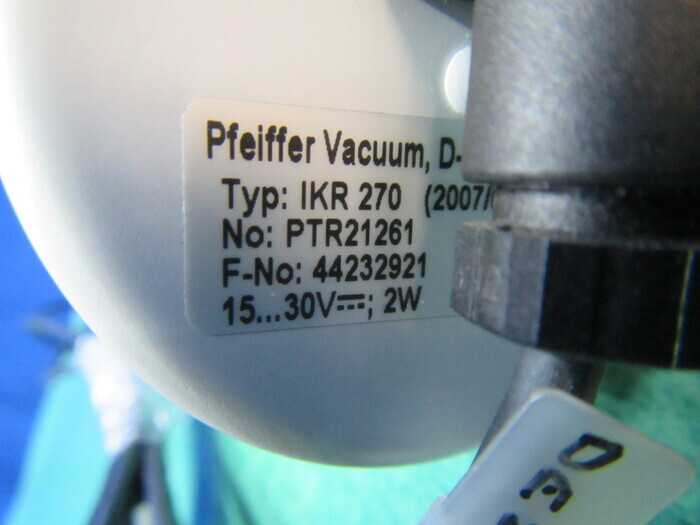 Pfeiffer Vacuum, D-
Typ: IKR 270 (2007/
No: PTR21261
F-No: 44232921
15...30V⎓; 2W
D
A